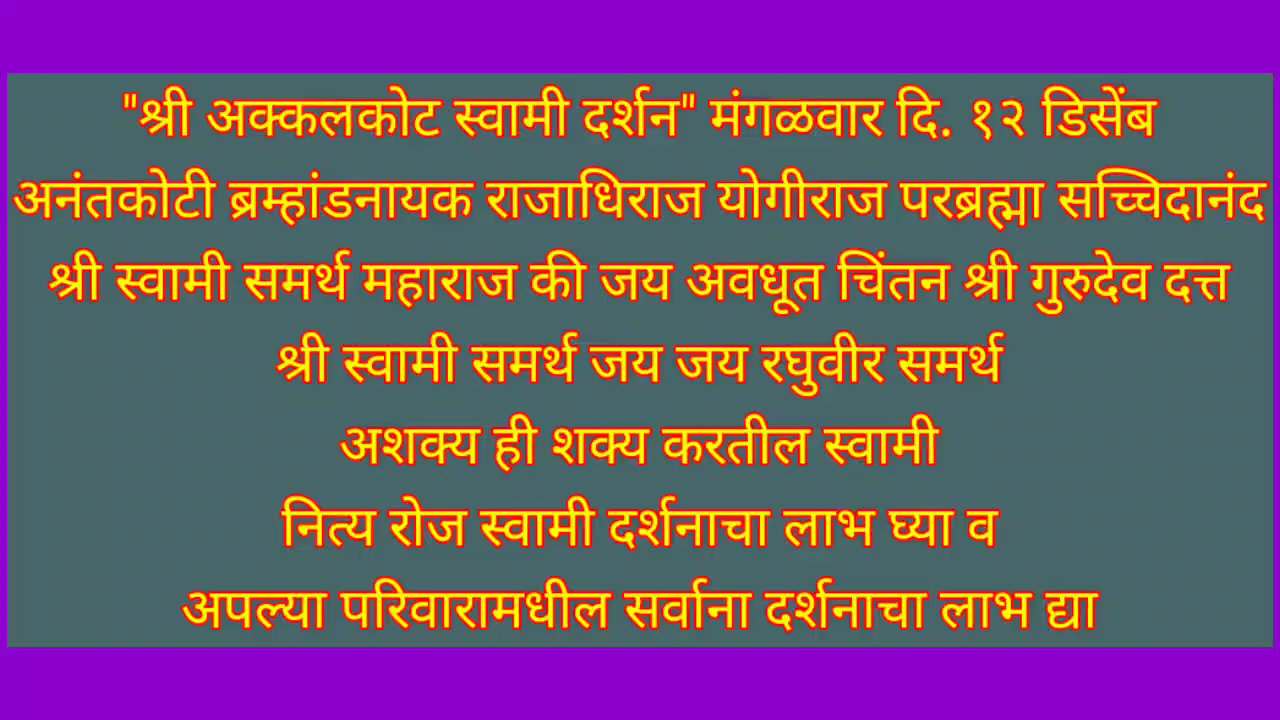 "श्री अक्कलकोट स्वामी दर्शन" मंगळवार दि. १२ डिसेंब
अनंतकोटी ब्रम्हांडनायक राजाधिराज योगीराज परब्रह्मा सच्चिदानंद
श्री स्वामी समर्थ महाराज की जय अवधूत चिंतन श्री गुरुदेव दत्त
श्री स्वामी समर्थ जय जय रघुवीर समर्थ
अशक्य ही शक्य करतील स्वामी
नित्य रोज स्वामी दर्शनाचा लाभ घ्या व
अपल्या परिवारामधील सर्वाना दर्शनाचा लाभ द्या